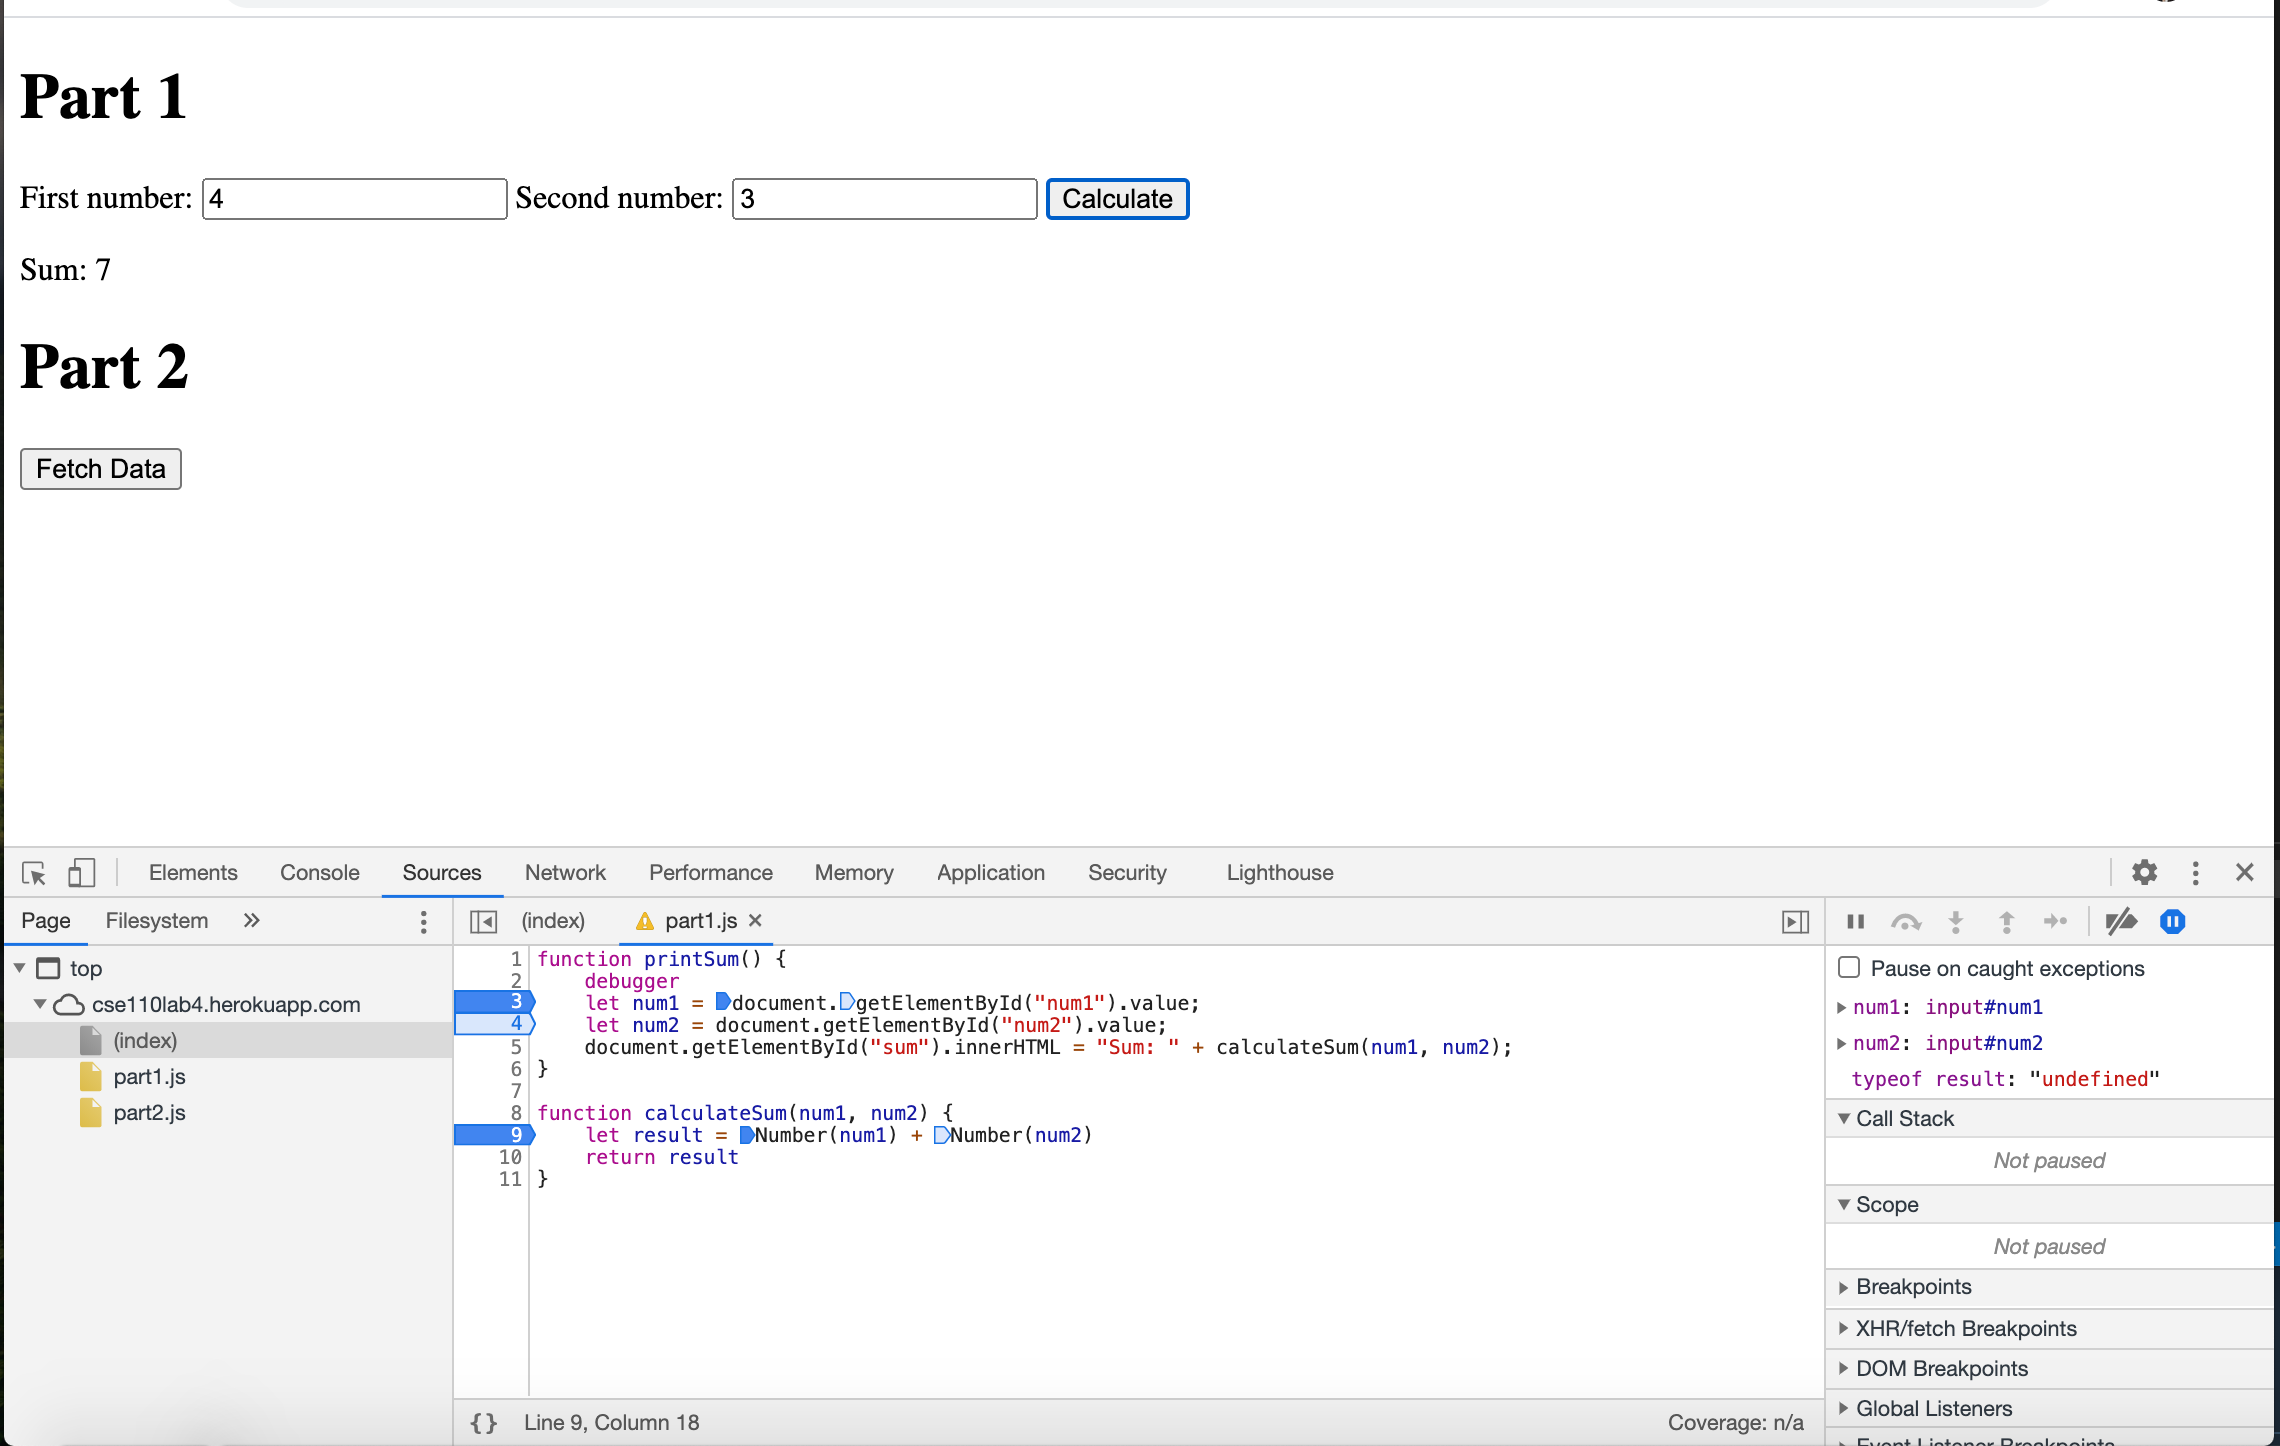 Part 1
First number: 4 Second number: 3 Calculate
Sum: 7
Part 2
Fetch Data
Elements Console Sources Network Performance Memory Application Security Lighthouse
Page Filesystem
(index) part1.js
top
cse110lab4.herokuapp.com
(index)
part1.js
part2.js
1 function printSum() {
2 debugger
3 let num1 = document.getElementById("num1").value;
4 let num2 = document.getElementById("num2").value;
5 document.getElementById("sum").innerHTML = "Sum: " + calculateSum(num1, num2);
6 }
7
8 function calculateSum(num1, num2) {
9 let result = Number(num1) + Number(num2)
10 return result
11 }
{} Line 9, Column 18 Coverage: n/a
Pause on caught exceptions
num1: input#num1
num2: input#num2
typeof result: "undefined"
Call Stack
Not paused
Scope
Not paused
Breakpoints
XHR/fetch Breakpoints
DOM Breakpoints
Global Listeners
Event Listener Breakpoints